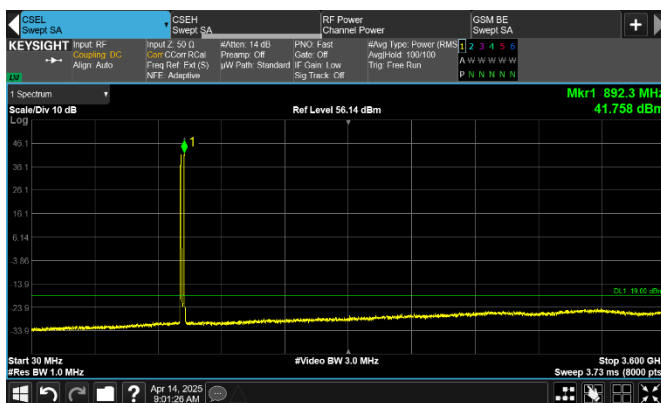 CSEL
Swept SA
CSEH
Swept SA
RF Power
Channel Power
GSM BE
Swept SA
KEYSIGHT
Input: RF
Coupling: DC
Align: Auto
Input Z: 50 Ω
Corr CCorr RCal
Freq Ref: Ext (S)
NFE: Adaptive
#Atten: 14 dB
Preamp: Off
µW Path: Standard
PNO: Fast
Gate: Off
IF Gain: Low
Sig Track: Off
#Avg Type: Power (RMS
Avg|Hold: 100/100
Trig: Free Run
1 2 3 4 5 6
A W W W W W
P N N N N N
LXI
1 Spectrum
Scale/Div 10 dB
Ref Level 56.14 dBm
Mkr1 892.3 MHz
41.758 dBm
Log
1
46.1
36.1
26.1
16.1
6.14
-3.86
-13.9
DL1 -19.00 dBm
-23.9
-33.9
Start 30 MHz
#Video BW 3.0 MHz
Stop 3.600 GH
#Res BW 1.0 MHz
Sweep 3.73 ms (8000 pts
?
Apr 14, 2025
9:01:26 AM